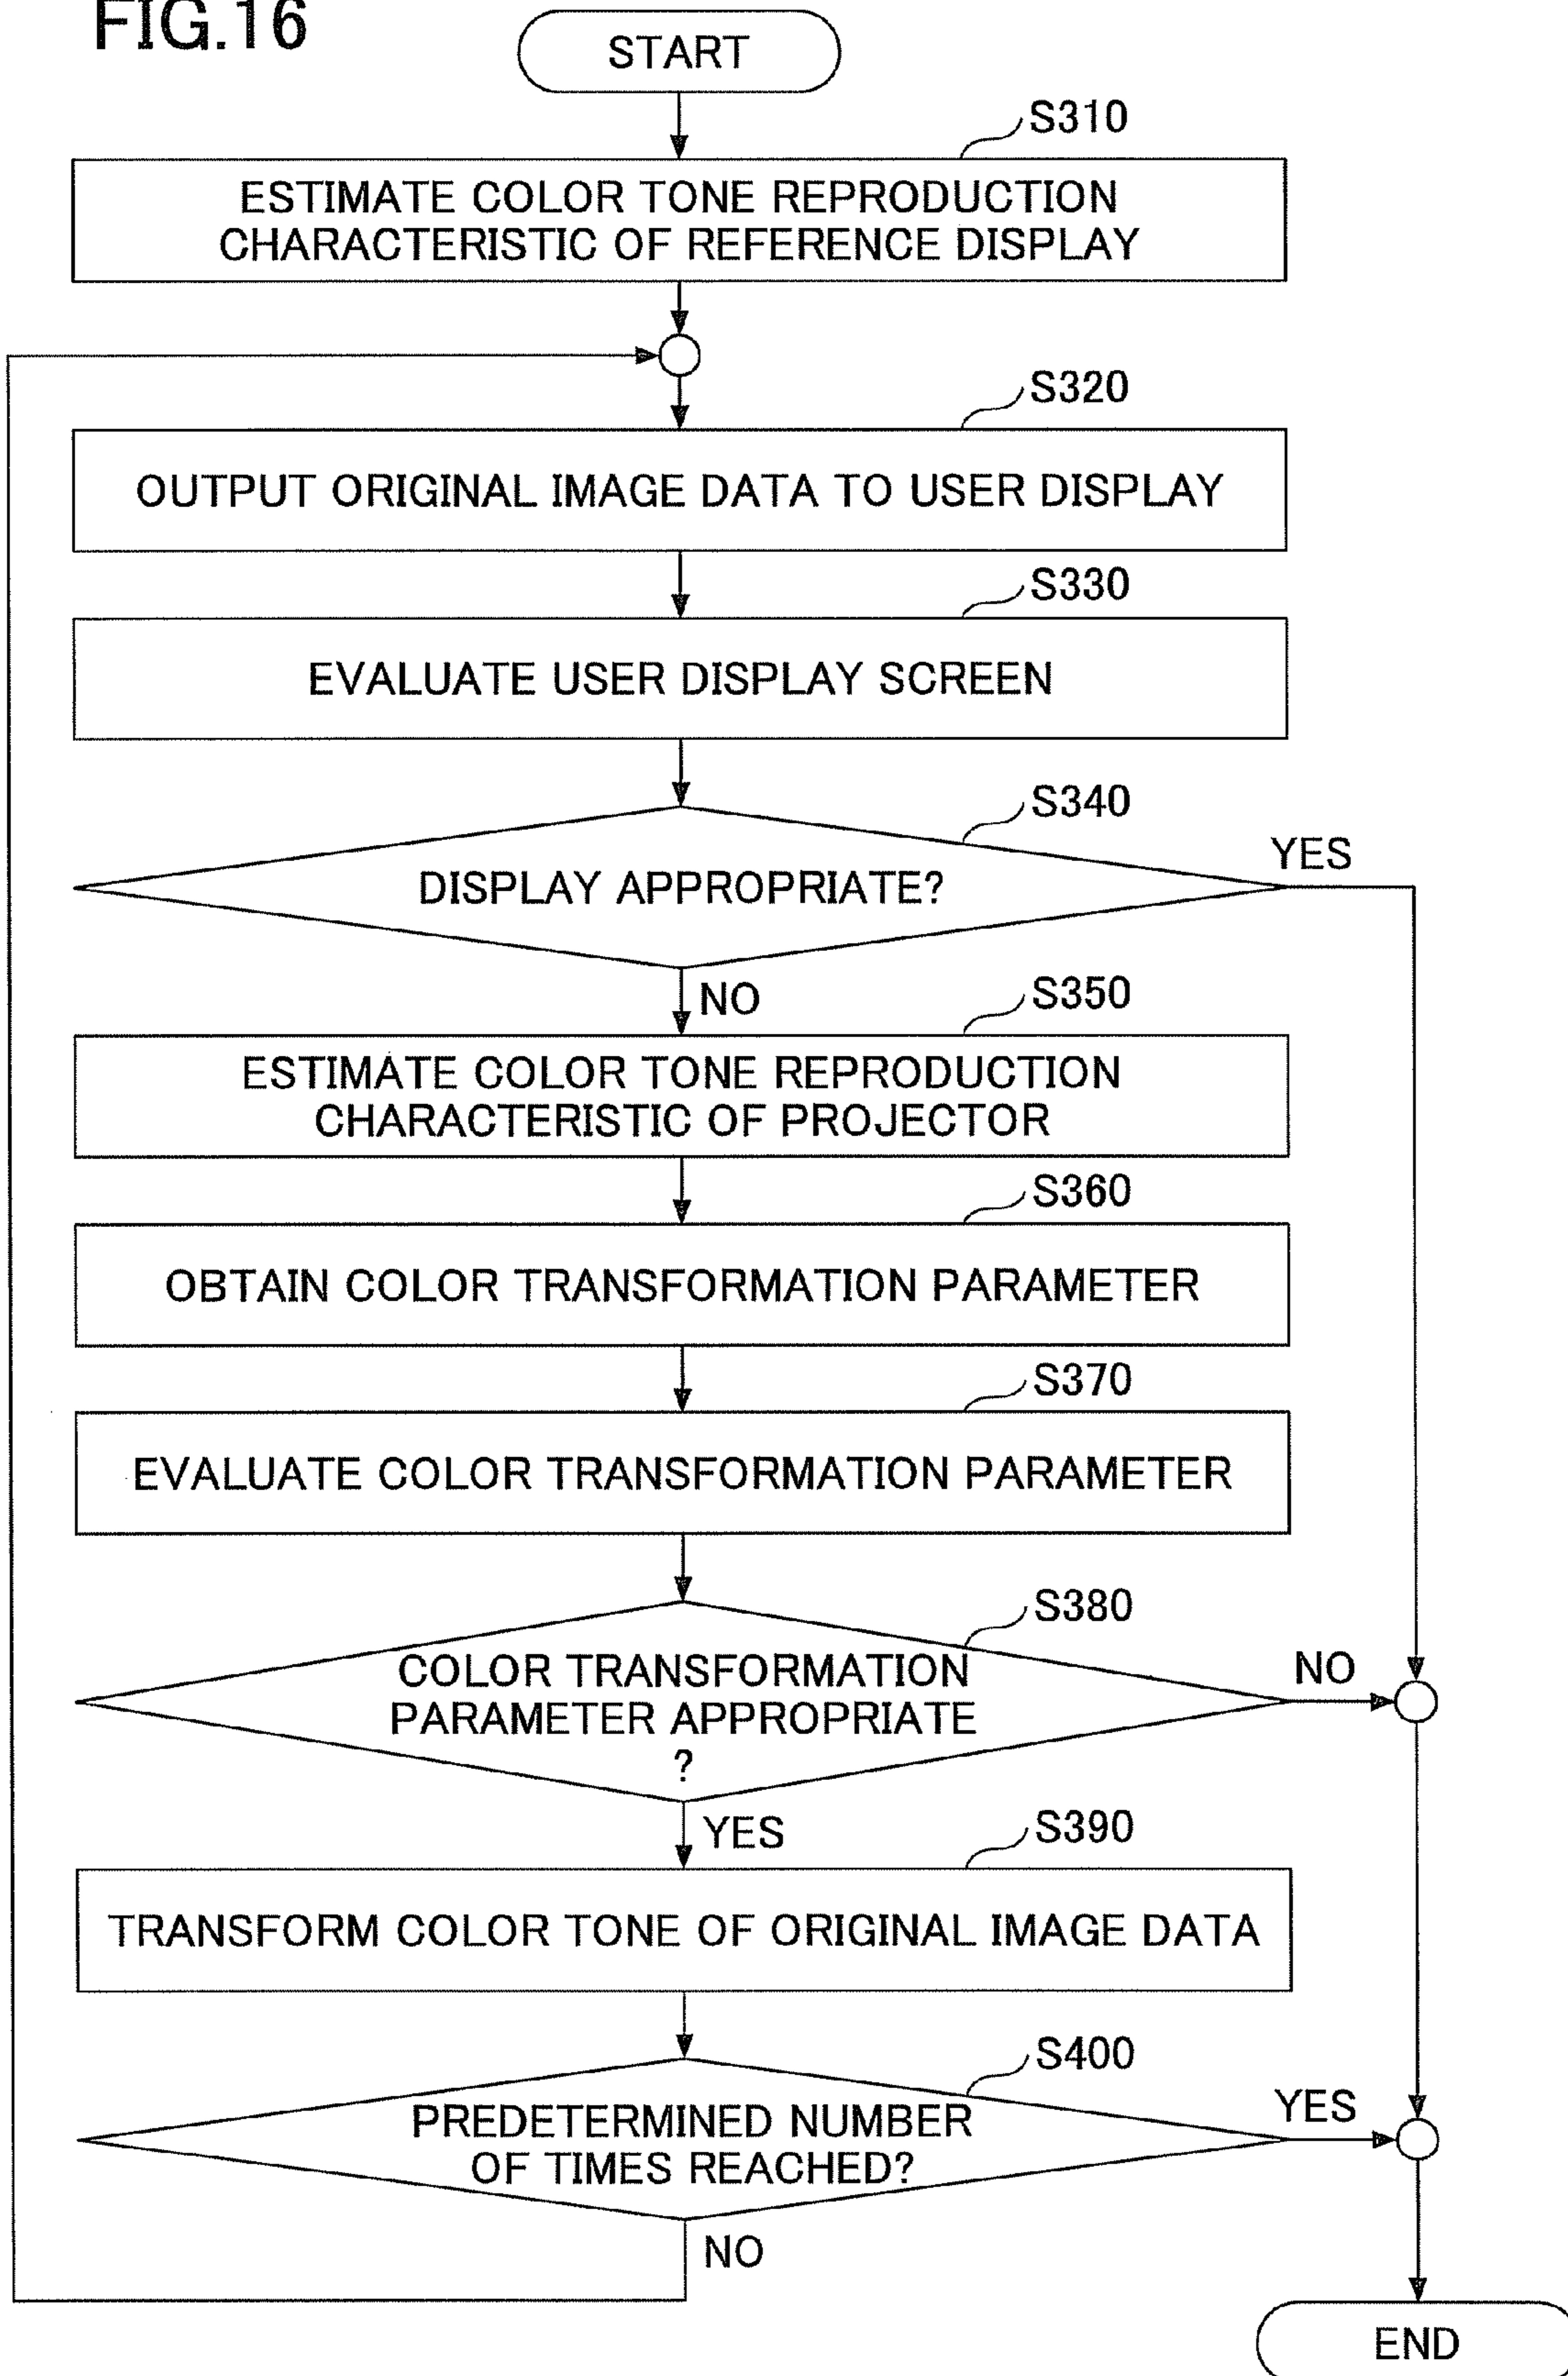 FIG.16
START
S310
ESTIMATE COLOR TONE REPRODUCTION
CHARACTERISTIC OF REFERENCE DISPLAY
S320
OUTPUT ORIGINAL IMAGE DATA TO USER DISPLAY
S330
EVALUATE USER DISPLAY SCREEN
S340
YES
DISPLAY APPROPRIATE?
NO
S350
ESTIMATE COLOR TONE REPRODUCTION
CHARACTERISTIC OF PROJECTOR
S360
OBTAIN COLOR TRANSFORMATION PARAMETER
S370
EVALUATE COLOR TRANSFORMATION PARAMETER
S380
COLOR TRANSFORMATION
PARAMETER APPROPRIATE
?
NO
YES
S390
TRANSFORM COLOR TONE OF ORIGINAL IMAGE DATA
S400
YES
PREDETERMINED NUMBER
OF TIMES REACHED?
NO
END